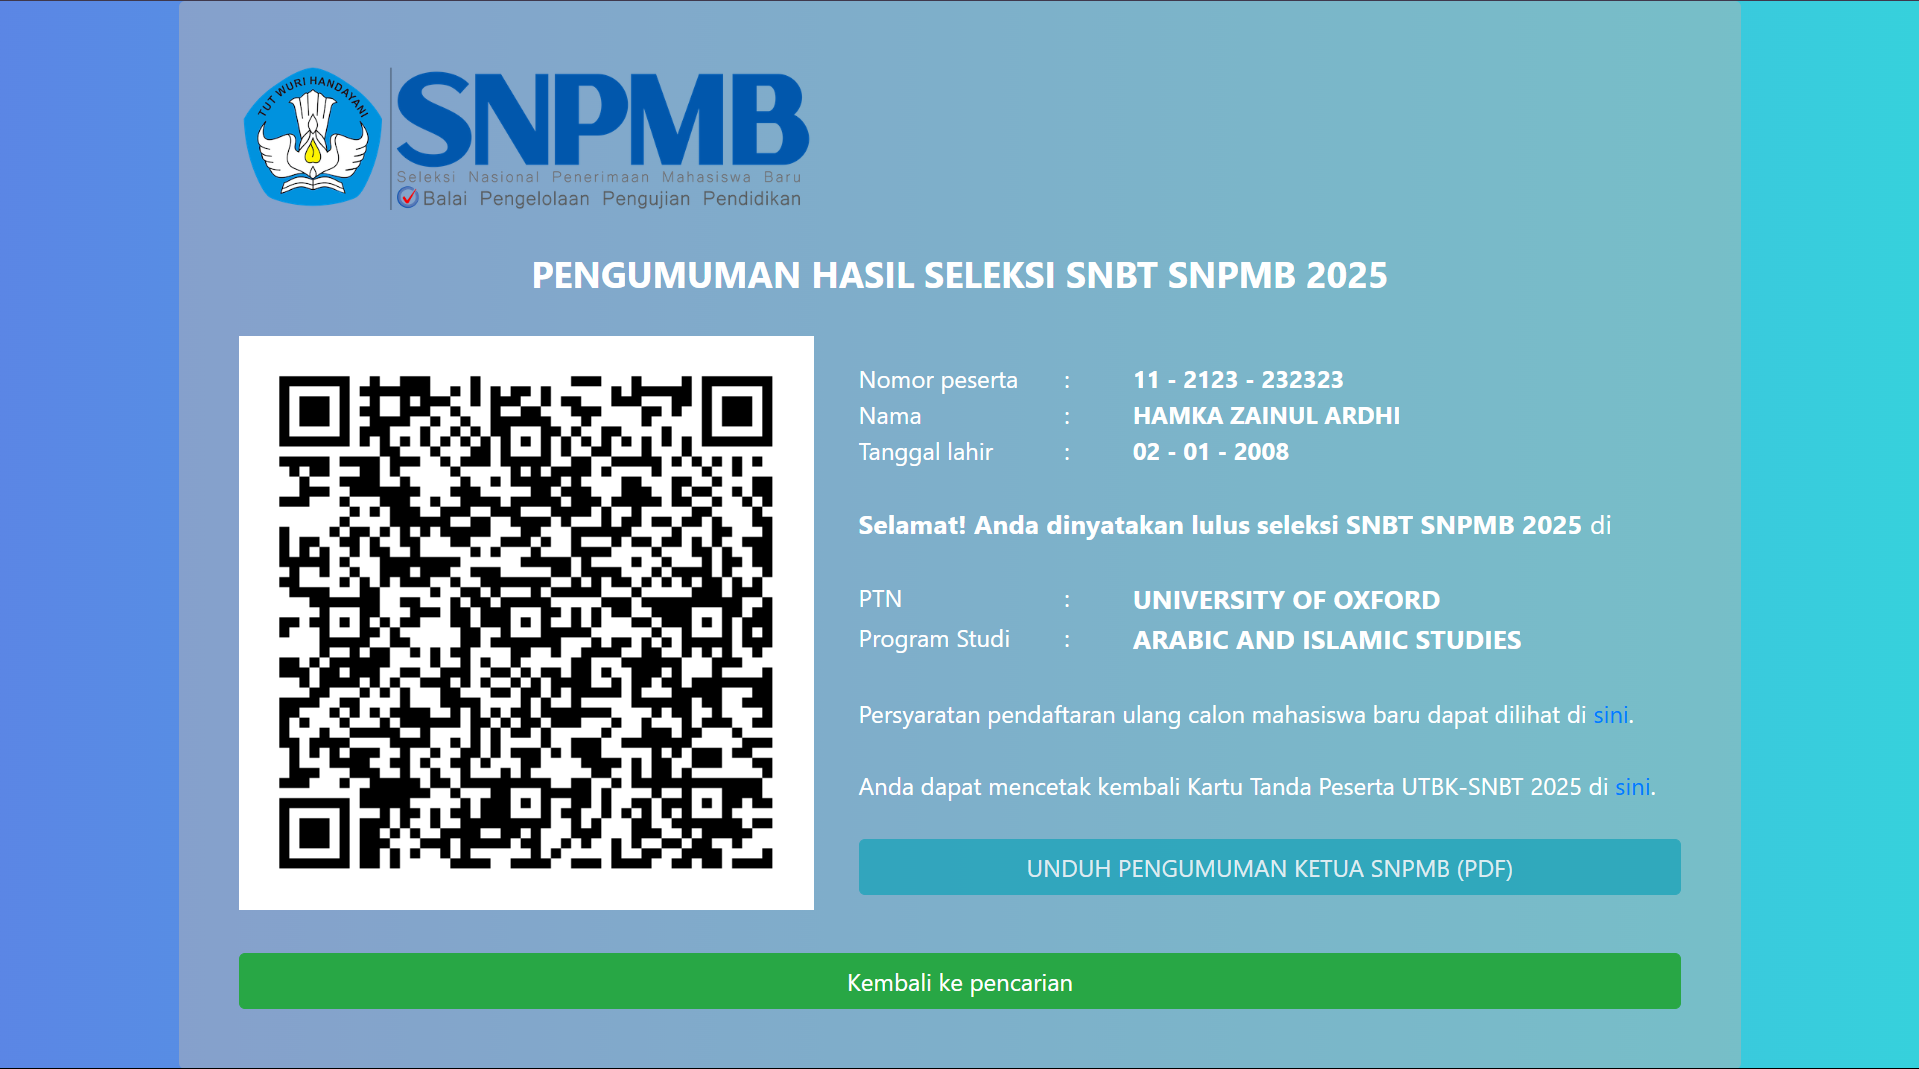 TUT WURI HANDAYANI
SNPMB
Seleksi Nasional Penerimaan Mahasiswa Baru
Balai Pengelolaan Pengujian Pendidikan
PENGUMUMAN HASIL SELEKSI SNBT SNPMB 2025
Nomor peserta : 11 - 2123 - 232323
Nama : HAMKA ZAINUL ARDHI
Tanggal lahir : 02 - 01 - 2008
Selamat! Anda dinyatakan lulus seleksi SNBT SNPMB 2025 di
PTN : UNIVERSITY OF OXFORD
Program Studi : ARABIC AND ISLAMIC STUDIES
Persyaratan pendaftaran ulang calon mahasiswa baru dapat dilihat di sini.
Anda dapat mencetak kembali Kartu Tanda Peserta UTBK-SNBT 2025 di sini.
UNDUH PENGUMUMAN KETUA SNPMB (PDF)
Kembali ke pencarian